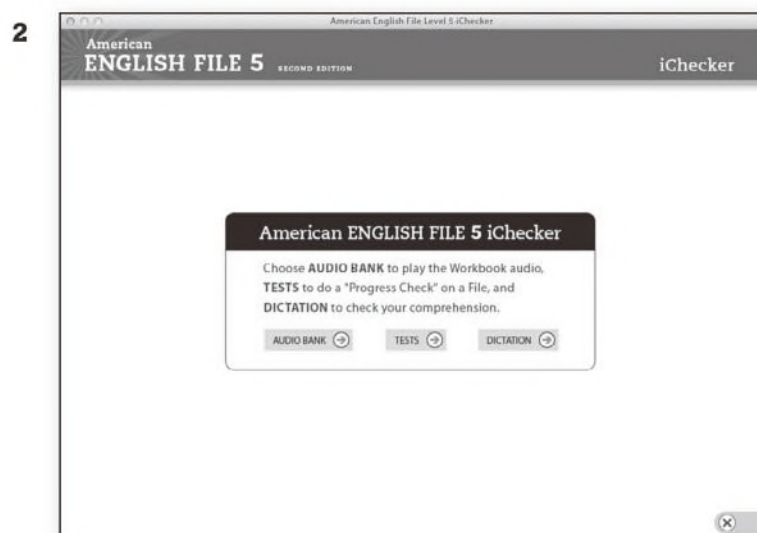 2
American English File Level 5 iChecker
American
ENGLISH FILE 5 SECOND EDITION
iChecker
American ENGLISH FILE 5 iChecker
Choose AUDIO BANK to play the Workbook audio,
TESTS to do a "Progress Check" on a File, and
DICTATION to check your comprehension.
AUDIO BANK TESTS DICTATION